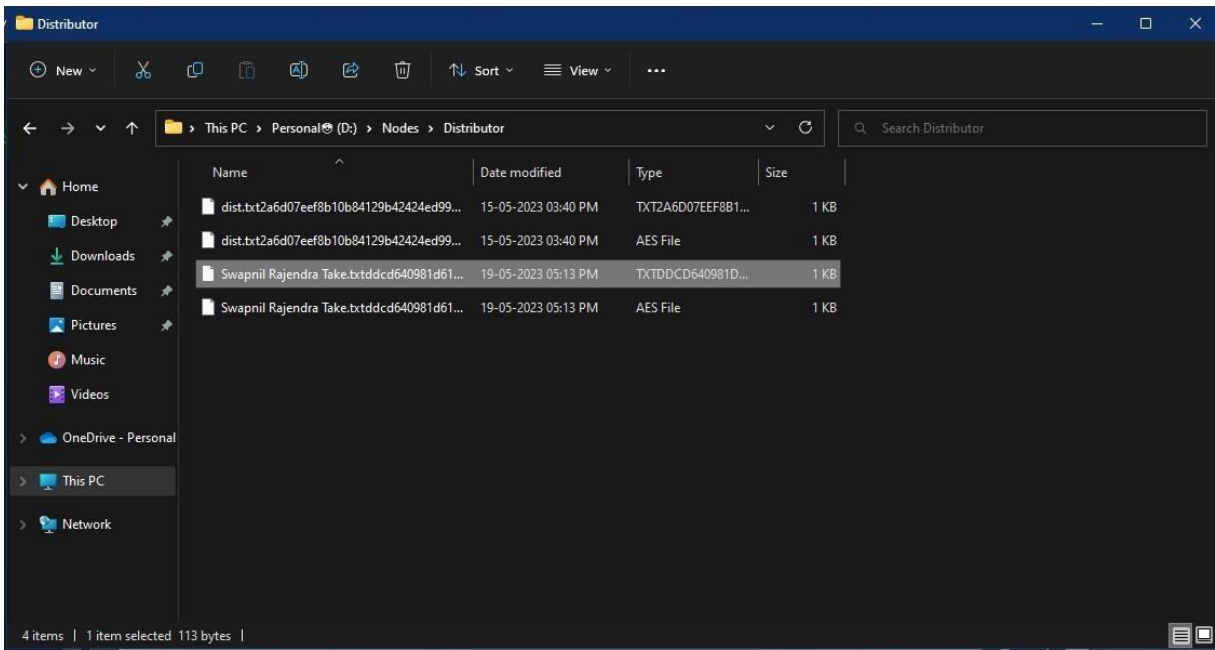 Distributor
New Sort View ...
This PC > Personal😎 (D:) > Nodes > Distributor Search Distributor
Name Date modified Type Size
Home
dist.txt2a6d07eef8b10b84129b42424ed99... 15-05-2023 03:40 PM TXT2A6D07EEF8B1... 1 KB
Desktop
dist.txt2a6d07eef8b10b84129b42424ed99... 15-05-2023 03:40 PM AES File 1 KB
Downloads
Swapnil Rajendra Take.txtddcd640981d61... 19-05-2023 05:13 PM TXTDDCD640981D... 1 KB
Documents
Swapnil Rajendra Take.txtddcd640981d61... 19-05-2023 05:13 PM AES File 1 KB
Pictures
Music
Videos
OneDrive - Personal
This PC
Network
4 items | 1 item selected 113 bytes |